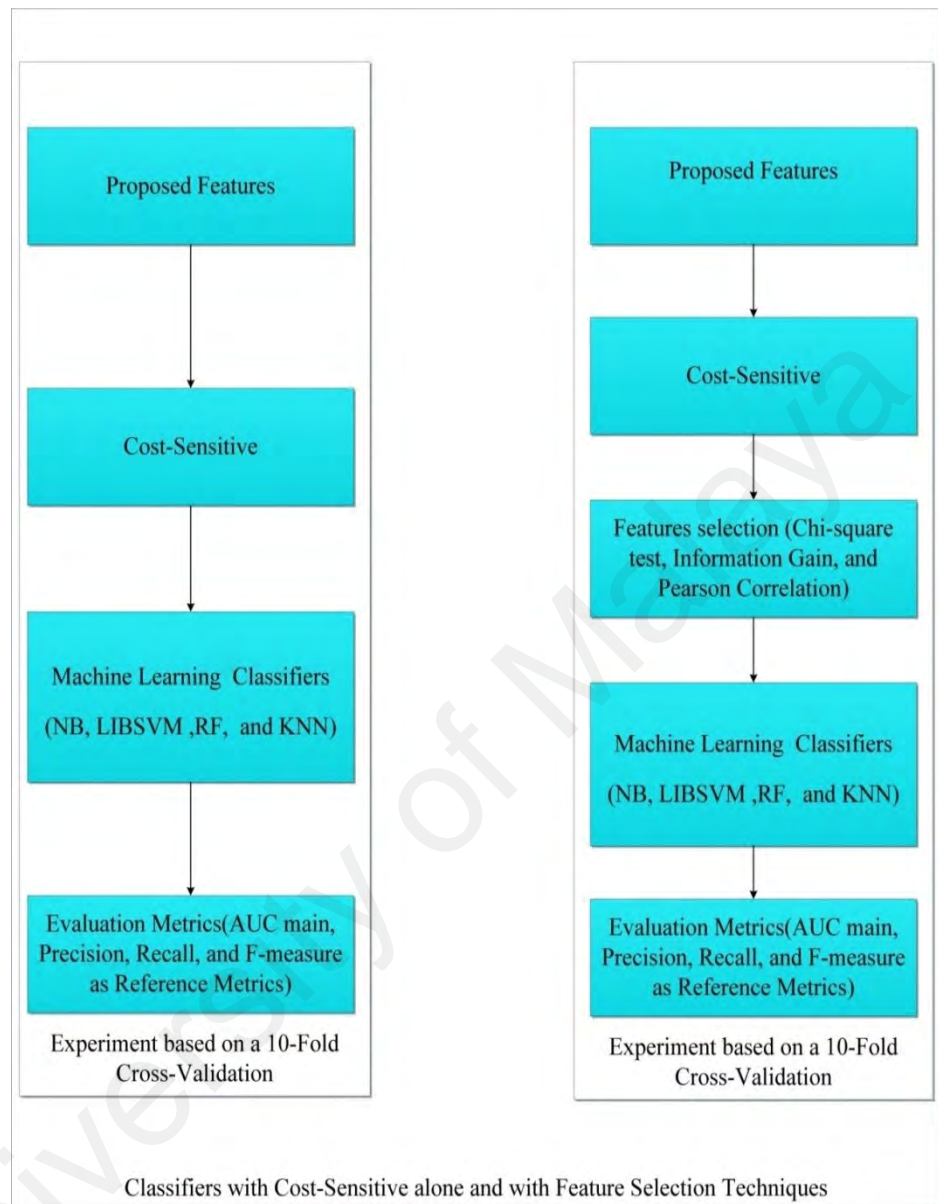 Proposed Features
Cost-Sensitive
Machine Learning Classifiers
(NB, LIBSVM ,RF, and KNN)
Evaluation Metrics(AUC main,
Precision, Recall, and F-measure
as Reference Metrics)
Experiment based on a 10-Fold
Cross-Validation
Proposed Features
Cost-Sensitive
Features selection (Chi-square
test, Information Gain, and
Pearson Correlation)
Machine Learning Classifiers
(NB, LIBSVM ,RF, and KNN)
Evaluation Metrics(AUC main,
Precision, Recall, and F-measure
as Reference Metrics)
Experiment based on a 10-Fold
Cross-Validation
Classifiers with Cost-Sensitive alone and with Feature Selection Techniques
iversity of Malaya